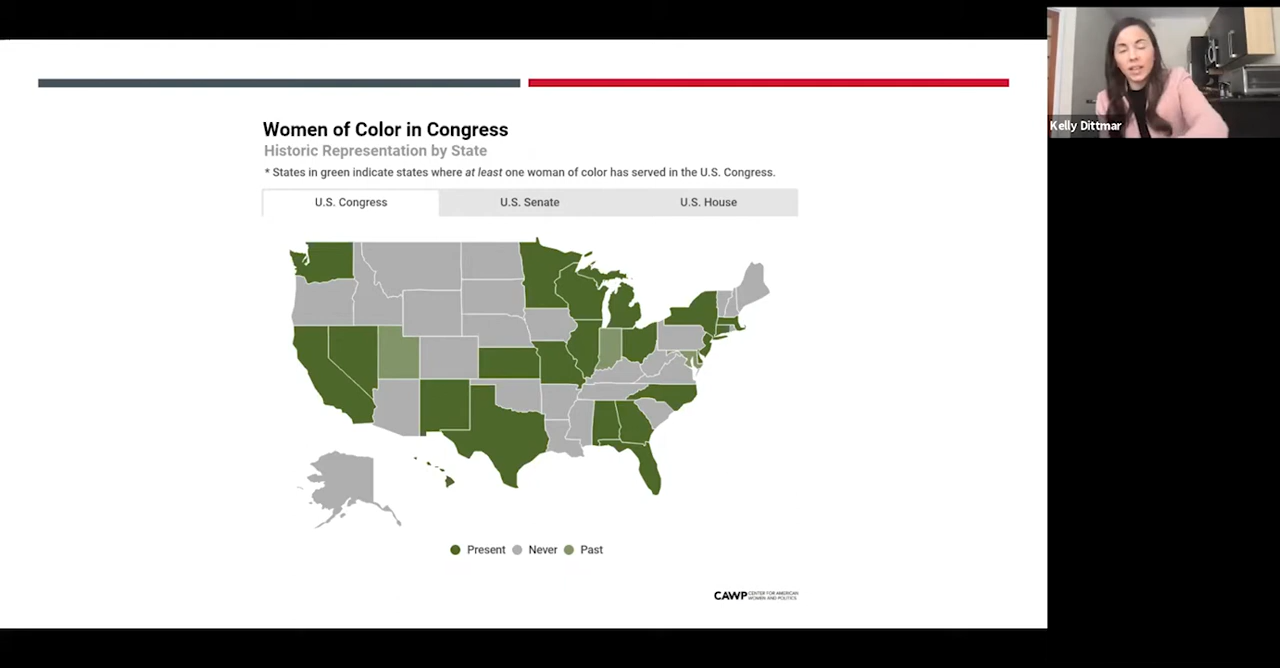 Women of Color in Congress
Historic Representation by State
* States in green indicate states where at least one woman of color has served in the U.S. Congress.
U.S. Congress
U.S. Senate
U.S. House
Present
Never
Past
CAWP
CENTER FOR AMERICAN
WOMEN AND POLITICS
Kelly Dittmar